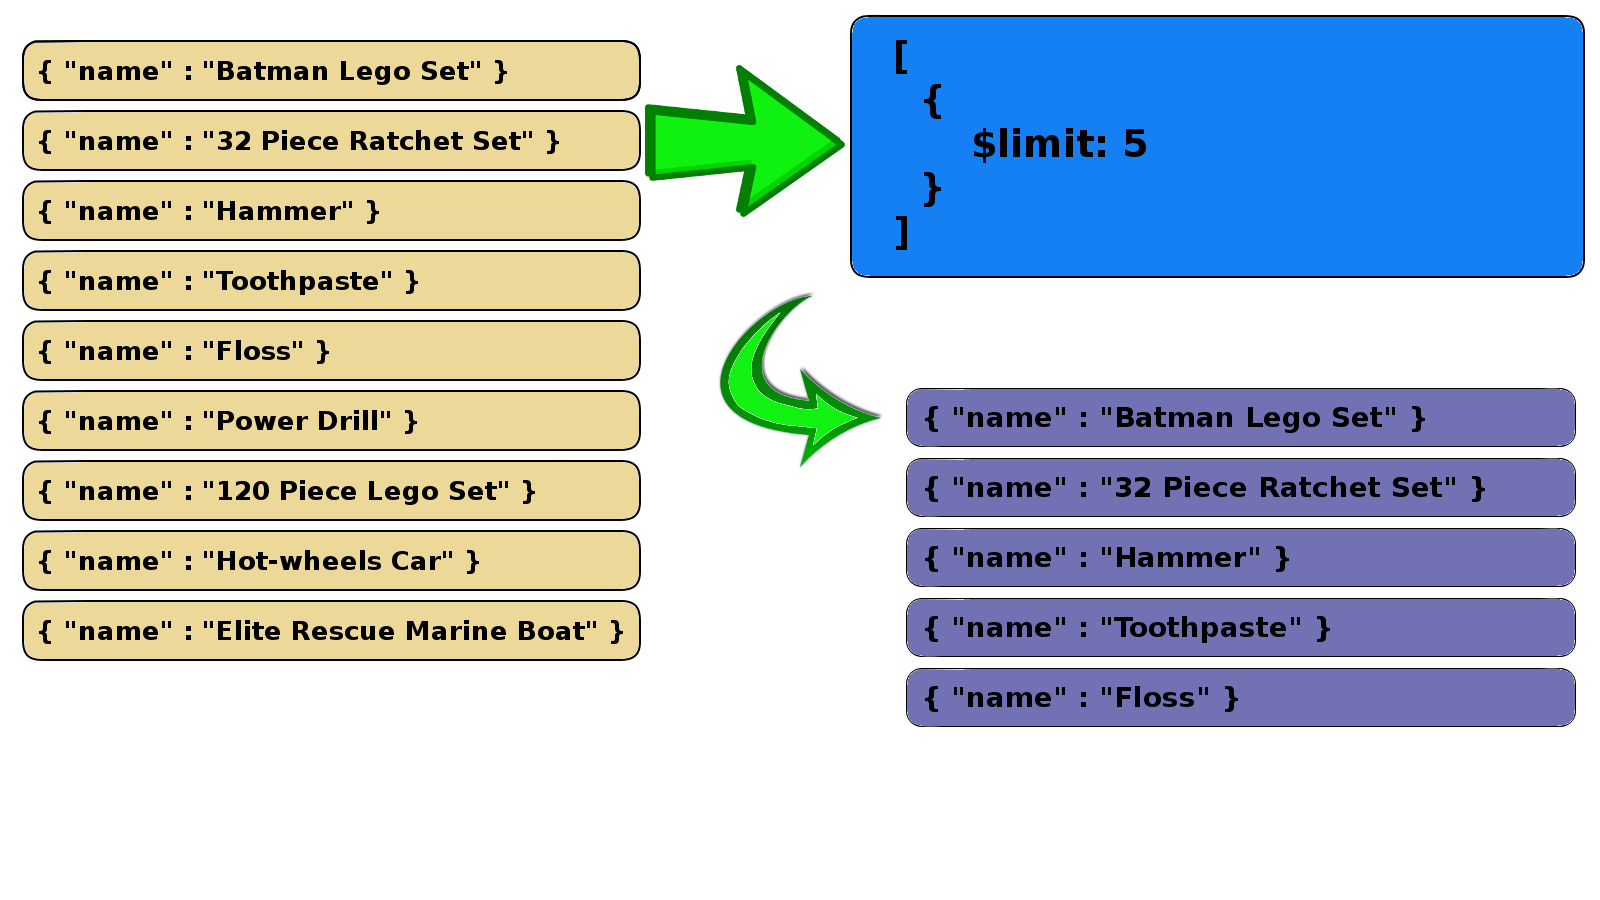 { "name" : "Batman Lego Set" }
{ "name" : "32 Piece Ratchet Set" }
{ "name" : "Hammer" }
{ "name" : "Toothpaste" }
{ "name" : "Floss" }
{ "name" : "Power Drill" }
{ "name" : "120 Piece Lego Set" }
{ "name" : "Hot-wheels Car" }
{ "name" : "Elite Rescue Marine Boat" }
[
{
$limit: 5
}
]
{ "name" : "Batman Lego Set" }
{ "name" : "32 Piece Ratchet Set" }
{ "name" : "Hammer" }
{ "name" : "Toothpaste" }
{ "name" : "Floss" }